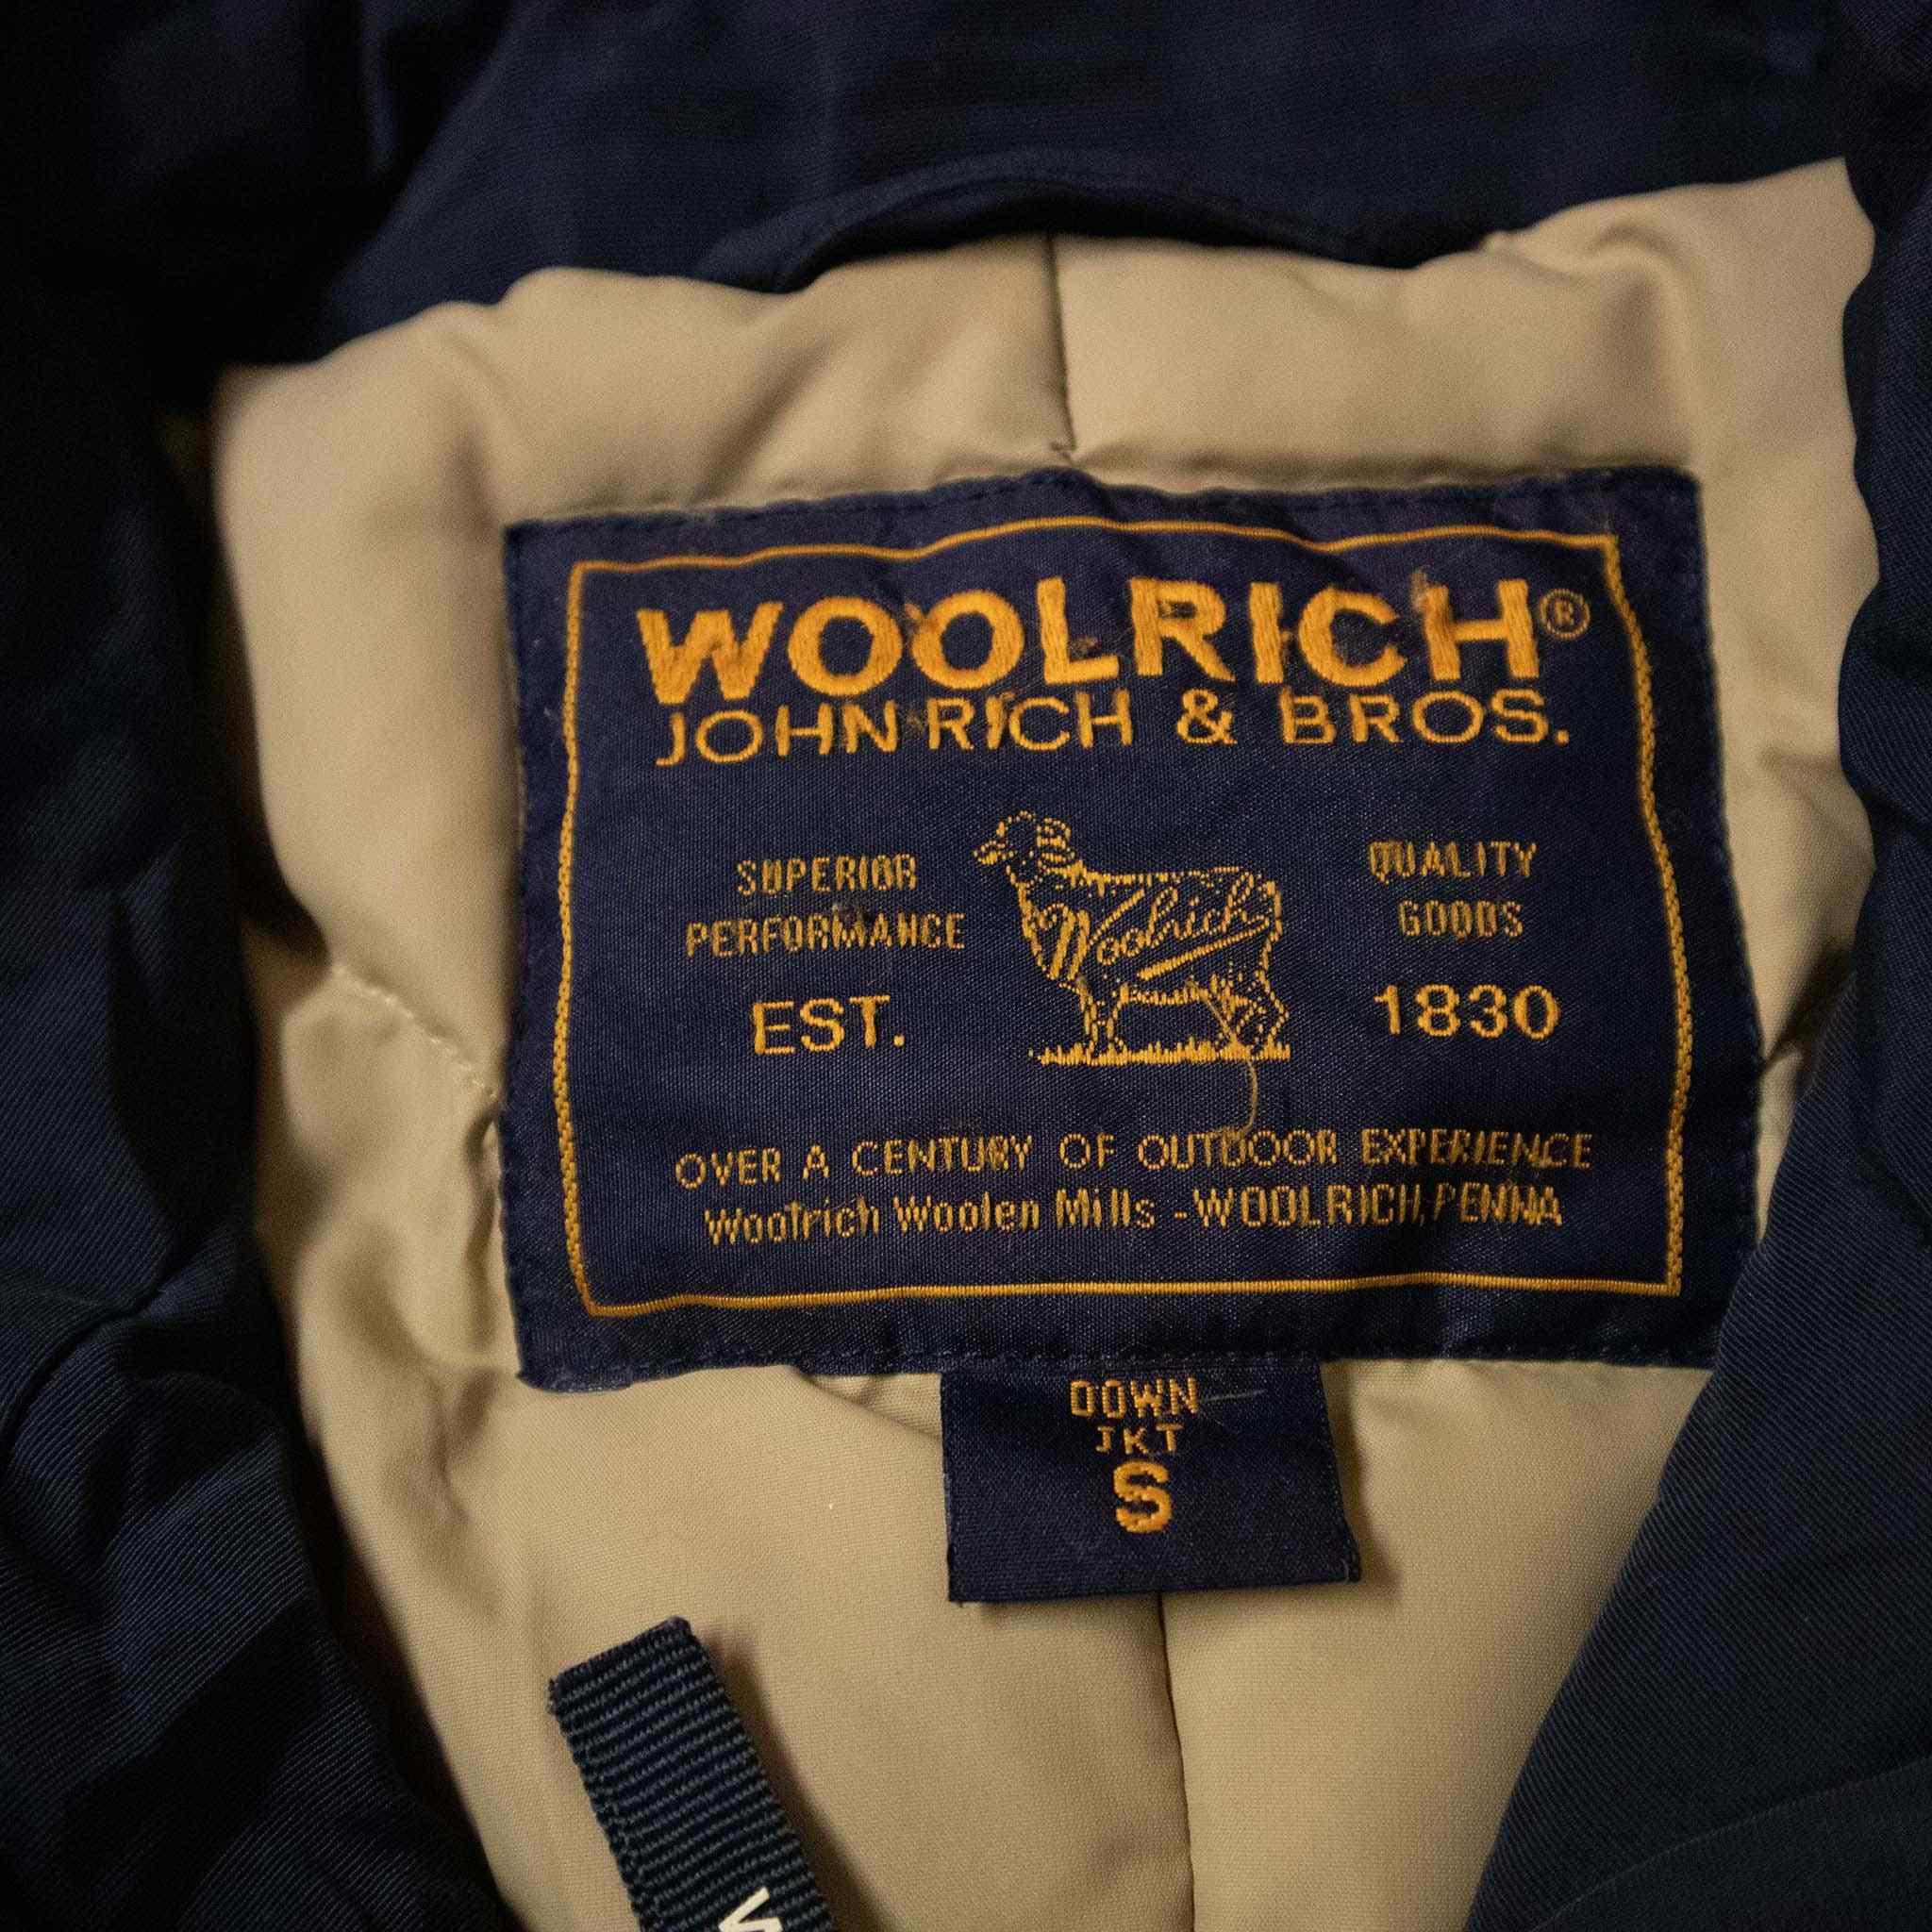 WOOLRICH®
JOHN RICH & BROS.
SUPERIOR
PERFORMANCE
Woolrich
QUALITY
GOODS
EST.
1830
OVER A CENTURY OF OUTDOOR EXPERIENCE
Woolrich Woolen Mills - WOOLRICH, PENNA
DOWN
JKT
S